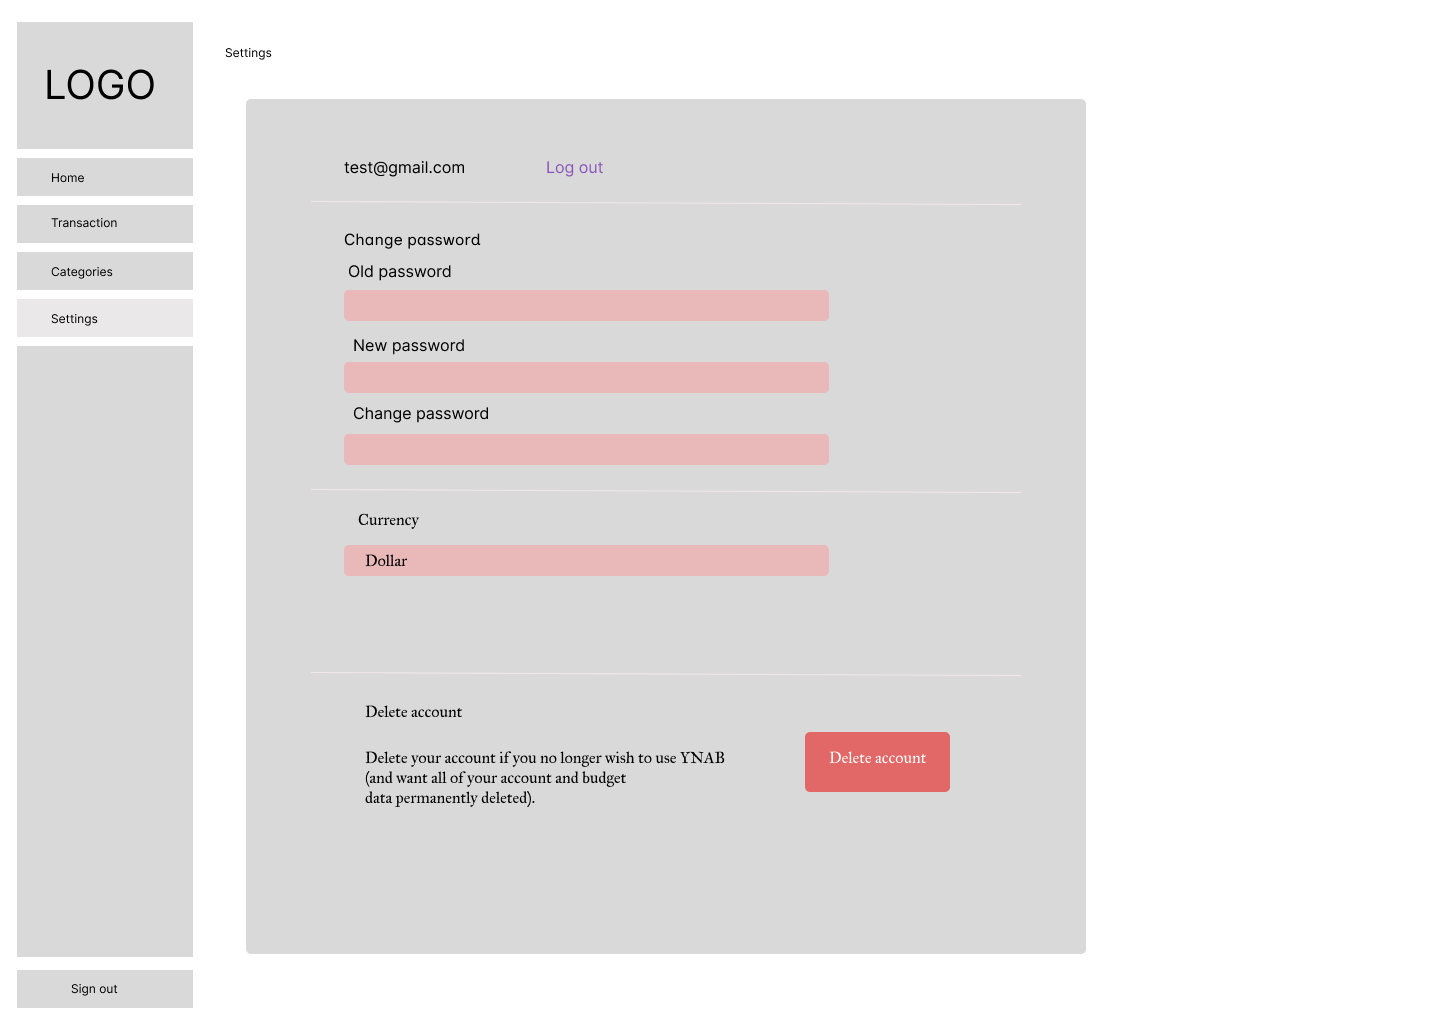 LOGO
Home
Transaction
Categories
Settings
Sign out
Settings
test@gmail.com
Log out
Change password
Old password
New password
Change password
Currency
Dollar
Delete account
Delete your account if you no longer wish to use YNAB
(and want all of your account and budget
data permanently deleted).
Delete account